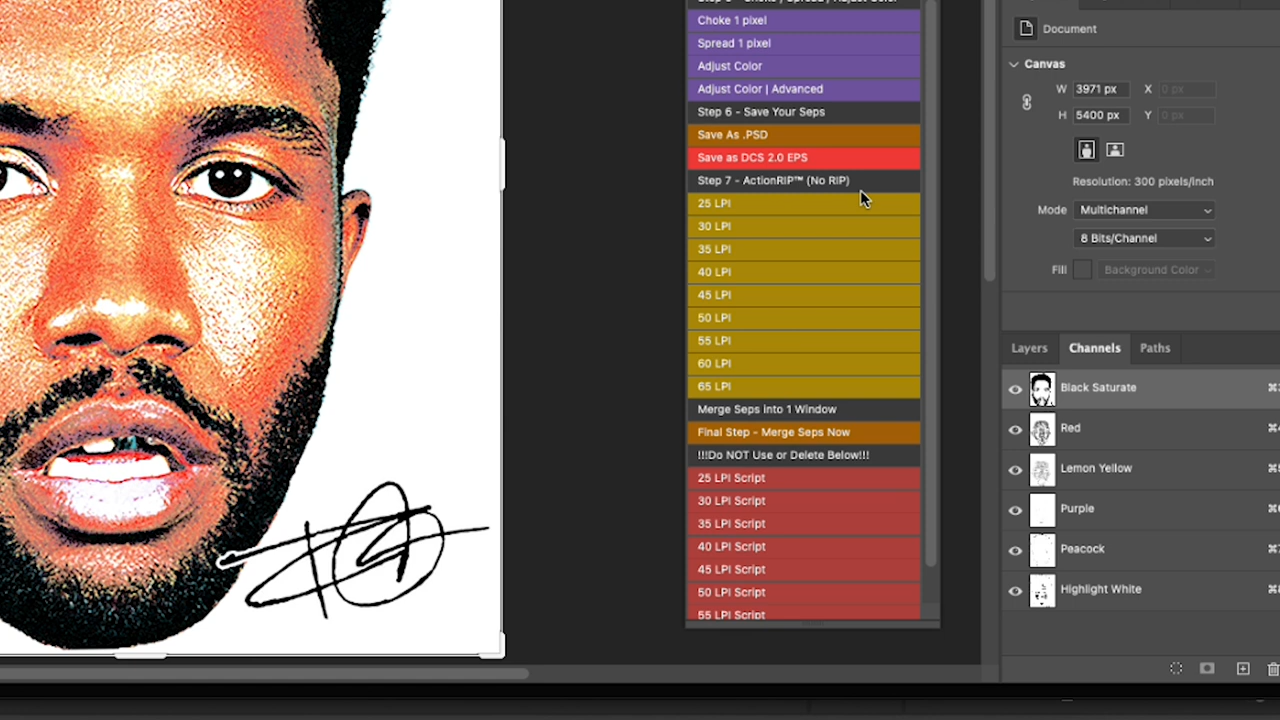 Choke 1 pixel
Spread 1 pixel
Adjust Color
Adjust Color | Advanced
Step 6 - Save Your Seps
Save As .PSD
Save as DCS 2.0 EPS
Step 7 - ActionRIP™ (No RIP)
25 LPI
30 LPI
35 LPI
40 LPI
45 LPI
50 LPI
55 LPI
60 LPI
65 LPI
Merge Seps into 1 Window
Final Step - Merge Seps Now
!!!Do NOT Use or Delete Below!!!
25 LPI Script
30 LPI Script
35 LPI Script
40 LPI Script
45 LPI Script
50 LPI Script
55 LPI Script
Document
Canvas
W 3971 px X 0 px
H 5400 px Y 0 px
Resolution: 300 pixels/inch
Mode Multichannel
8 Bits/Channel
Fill Background Color
Layers Channels Paths
Black Saturate
Red
Lemon Yellow
Purple
Peacock
Highlight White